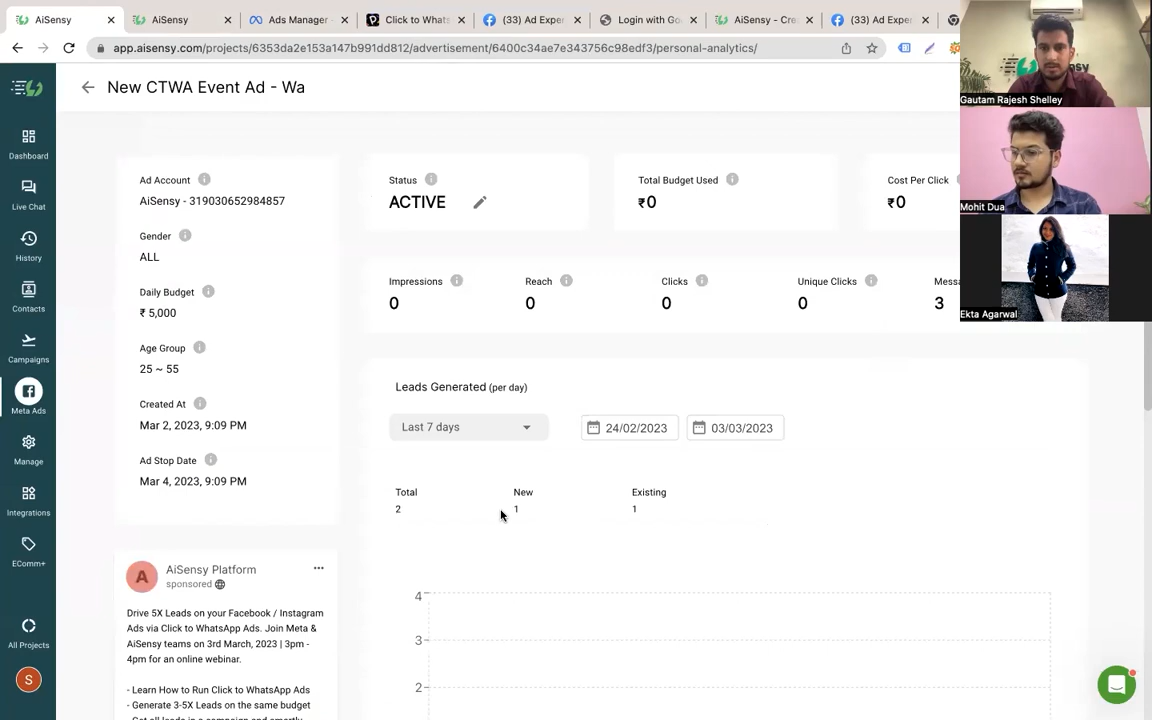 AiSensy
AiSensy
Ads Manager -
Click to Whats
(33) Ad Exper
Login with Go
AiSensy - Cre
(33) Ad Exper
app.aisensy.com/projects/6353da2e153a147b991dd812/advertisement/6400c34ae7e343756c98edf3/personal-analytics/
New CTWA Event Ad - Wa
Dashboard
Live Chat
History
Contacts
Campaigns
Meta Ads
Manage
Integrations
EComm+
All Projects
S
Ad Account
AiSensy - 319030652984857
Gender
ALL
Daily Budget
₹ 5,000
Age Group
25 ~ 55
Created At
Mar 2, 2023, 9:09 PM
Ad Stop Date
Mar 4, 2023, 9:09 PM
A
AiSensy Platform
sponsored
Drive 5X Leads on your Facebook / Instagram
Ads via Click to WhatsApp Ads. Join Meta &
AiSensy teams on 3rd March, 2023 | 3pm -
4pm for an online webinar.
- Learn How to Run Click to WhatsApp Ads
- Generate 3-5X Leads on the same budget
Status
ACTIVE
Total Budget Used
₹0
Cost Per Click
₹0
Impressions
0
Reach
0
Clicks
0
Unique Clicks
0
Messa
3
Leads Generated (per day)
Last 7 days
24/02/2023
03/03/2023
Total
2
New
1
Existing
1
4
3
2
Gautam Rajesh Shelley
Mohit Dua
Ekta Agarwal